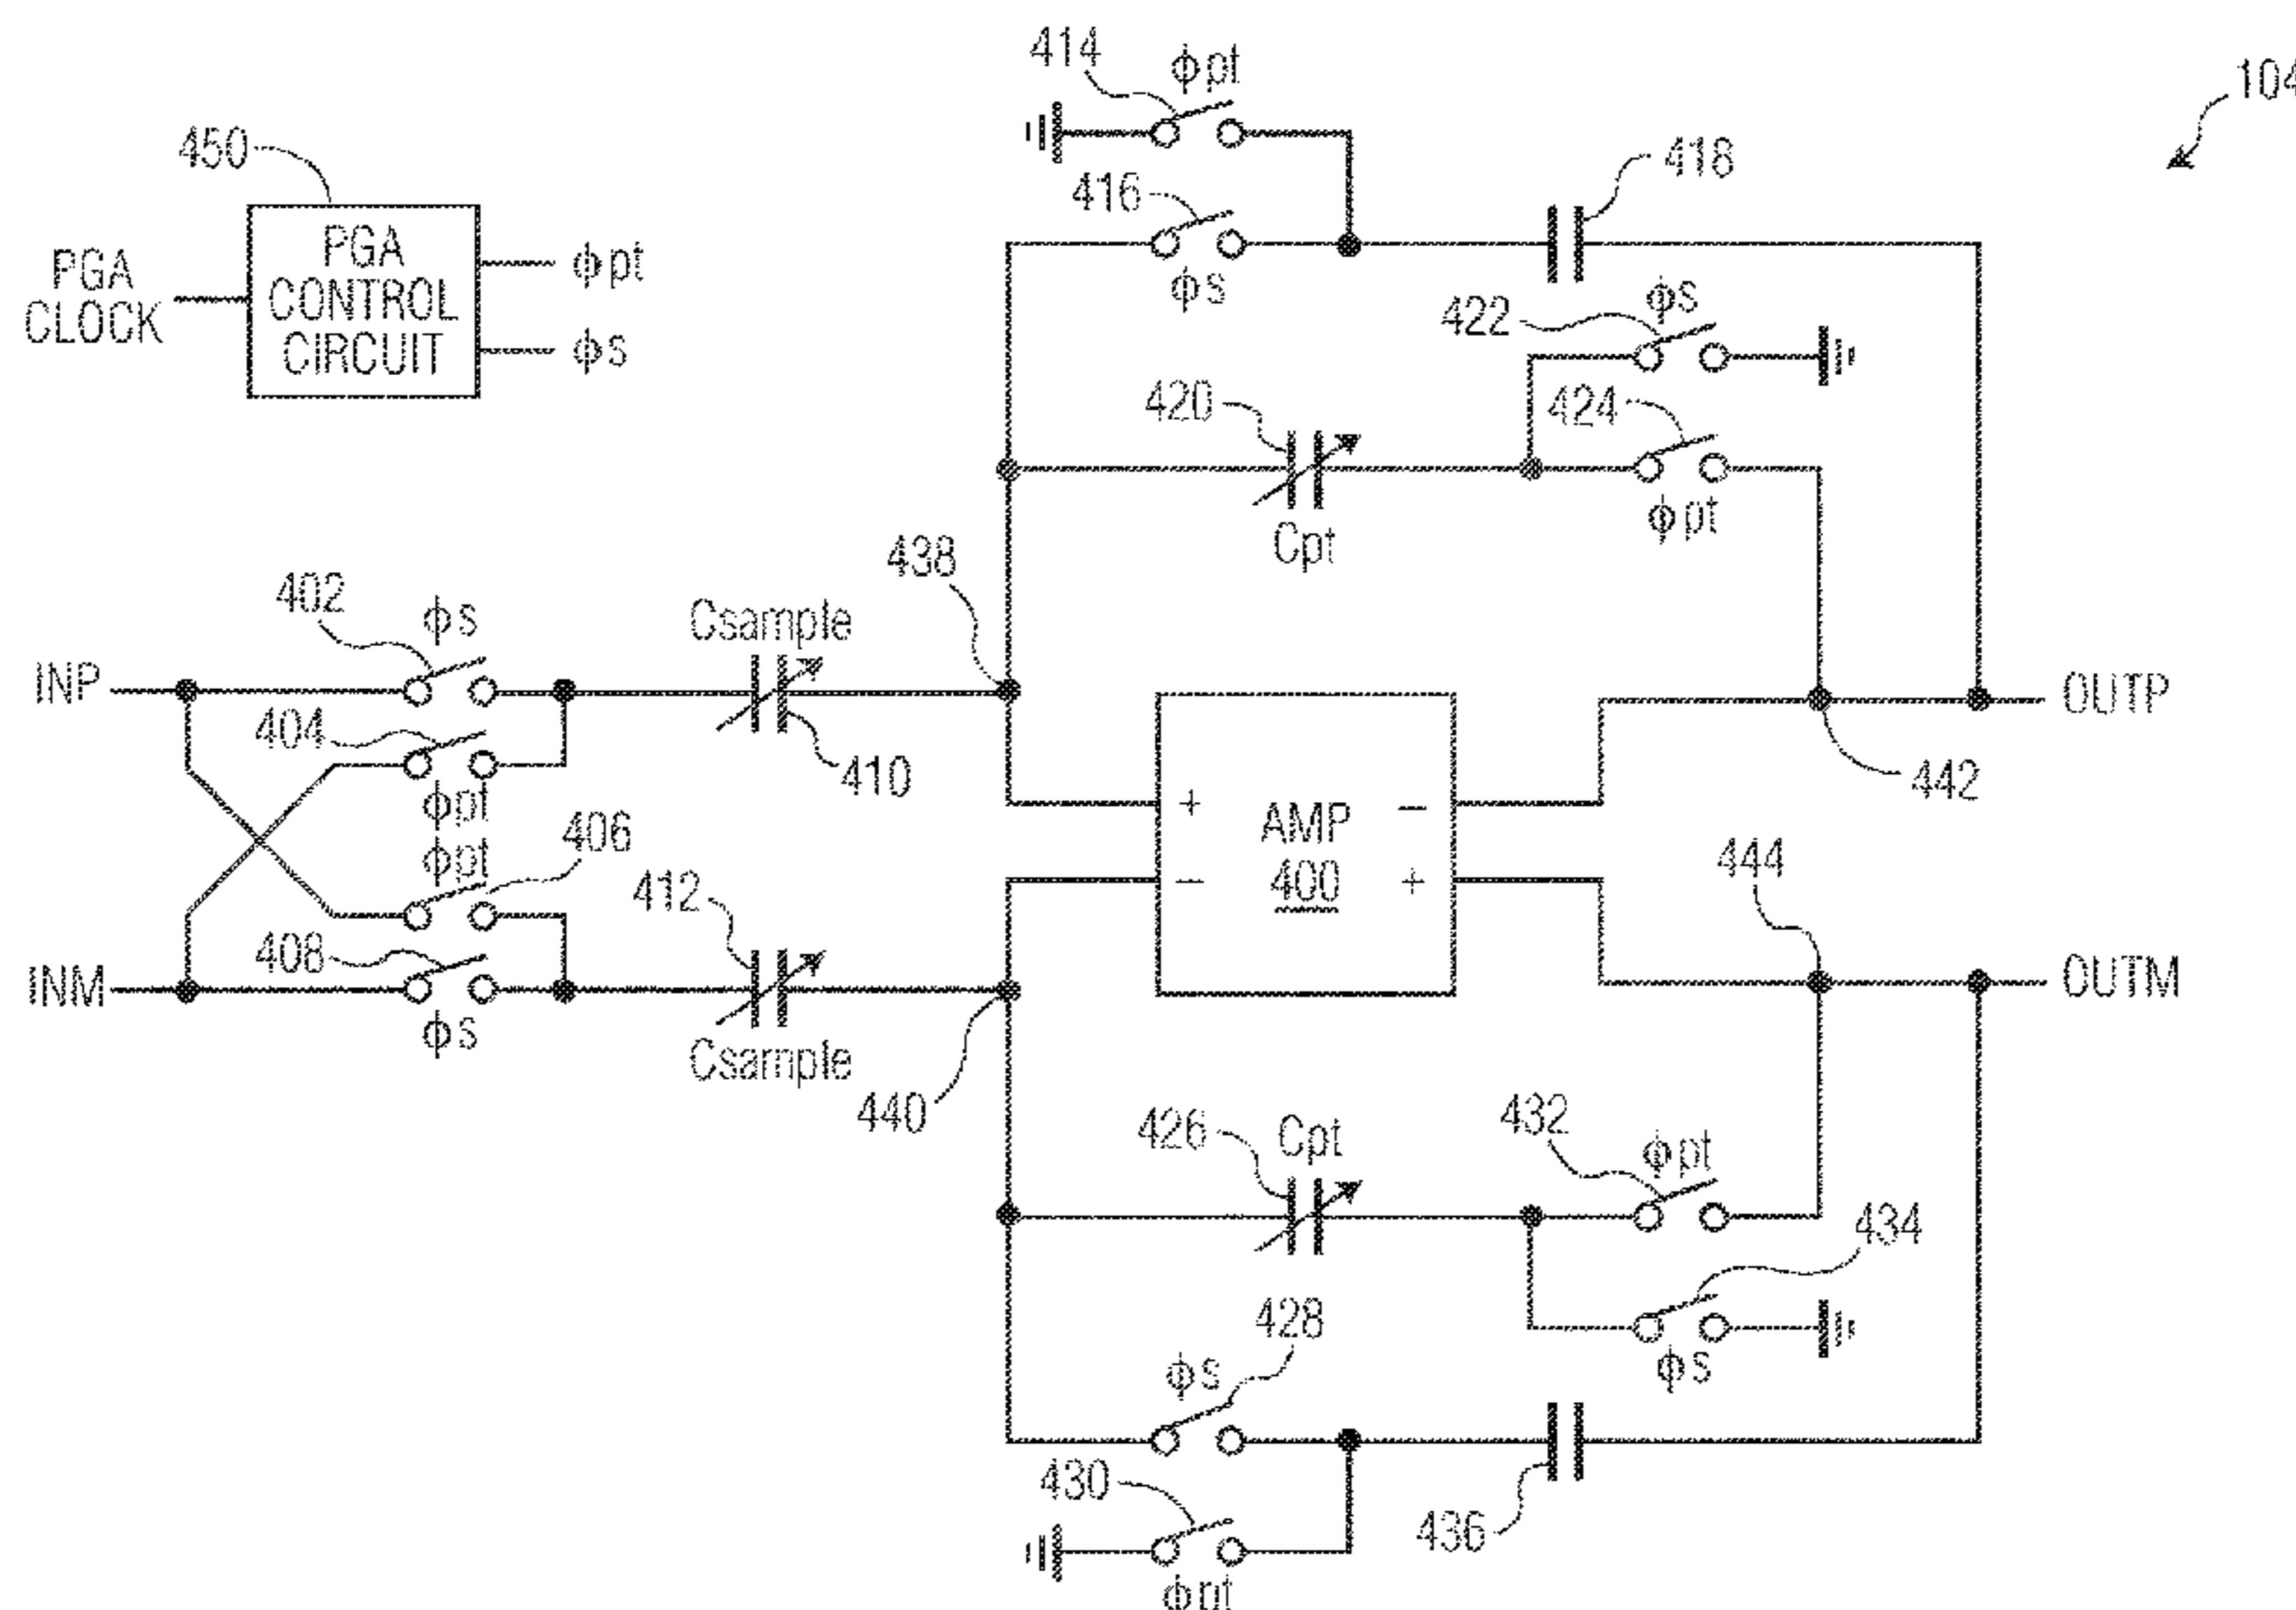 414
ϕpt
104
450
418
416
PGA
CONTROL
CIRCUIT
PGA
CLOCK
ϕpt
ϕs
ϕs
ϕs
422
420
424
Cpt
ϕpt
438
402
ϕs
Csample
INP
404
ϕpt
410
OUTP
442
+
−
AMP
400
−
+
ϕpt
406
412
444
408
INM
ϕs
Csample
OUTM
440
426
Cpt
432
ϕpt
434
428
ϕs
ϕs
430
436
ϕpt